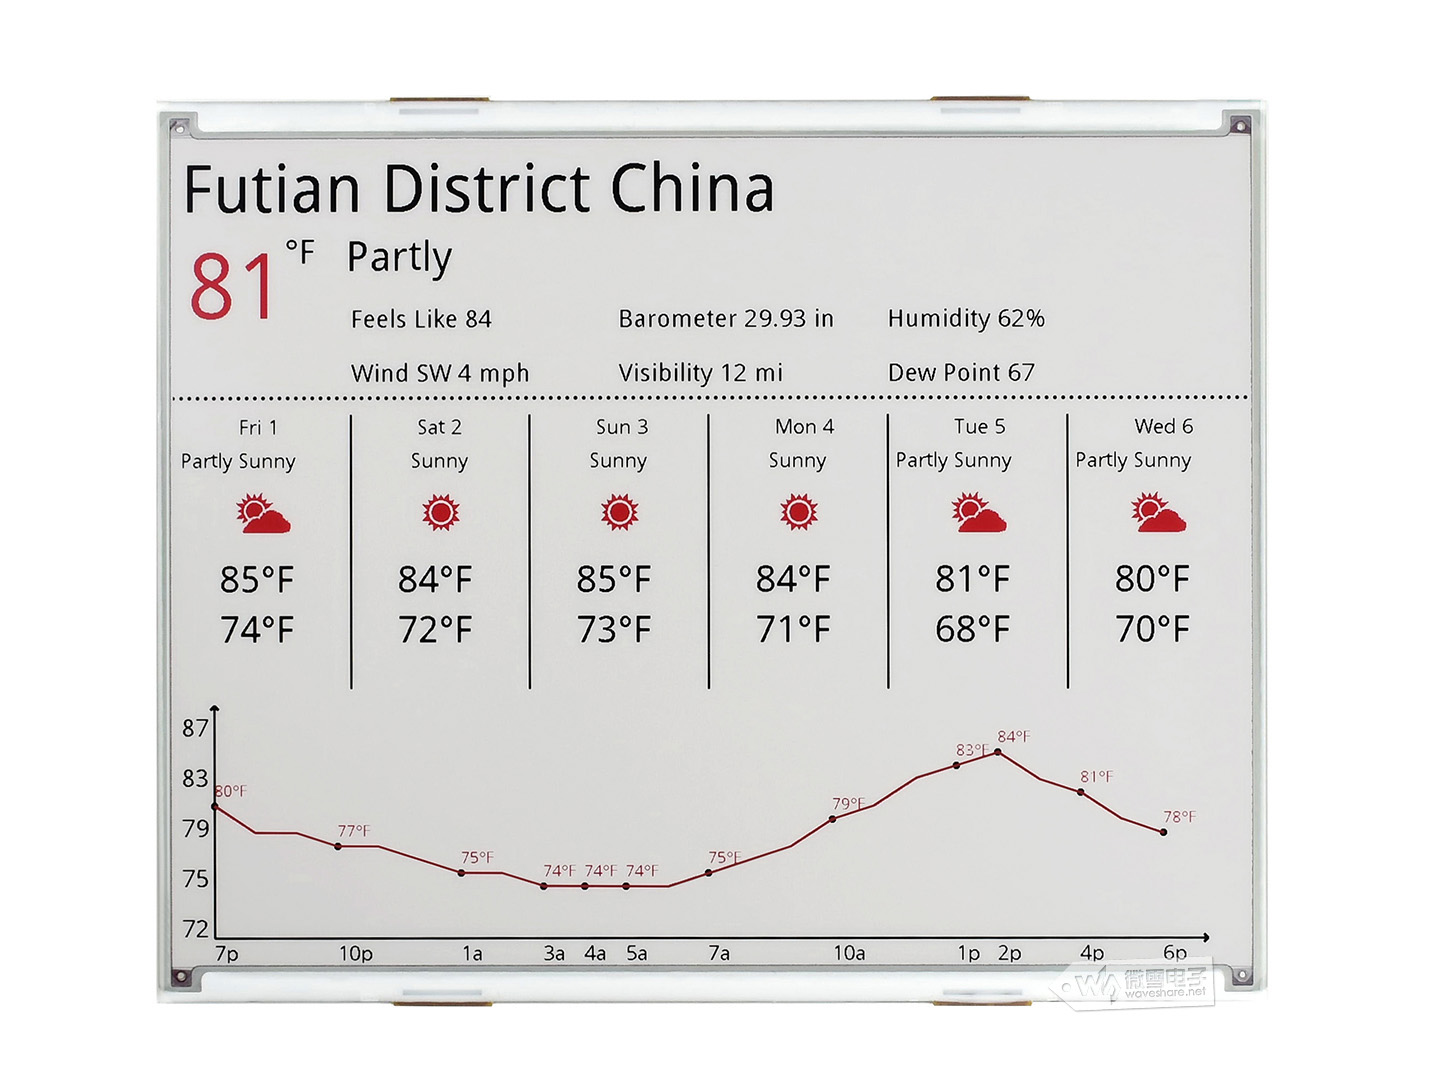 Futian District China
81 °F Partly
Feels Like 84 Barometer 29.93 in Humidity 62%
Wind SW 4 mph Visibility 12 mi Dew Point 67
Fri 1 Sat 2 Sun 3 Mon 4 Tue 5 Wed 6
Partly Sunny Sunny Sunny Sunny Partly Sunny Partly Sunny
85°F 84°F 85°F 84°F 81°F 80°F
74°F 72°F 73°F 71°F 68°F 70°F
87
83
79
75
72
80°F 77°F 75°F 74°F 74°F 74°F 75°F 79°F 83°F 84°F 81°F 78°F
7p 10p 1a 3a 4a 5a 7a 10a 1p 2p 4p 6p
微雪电子
waveshare.net